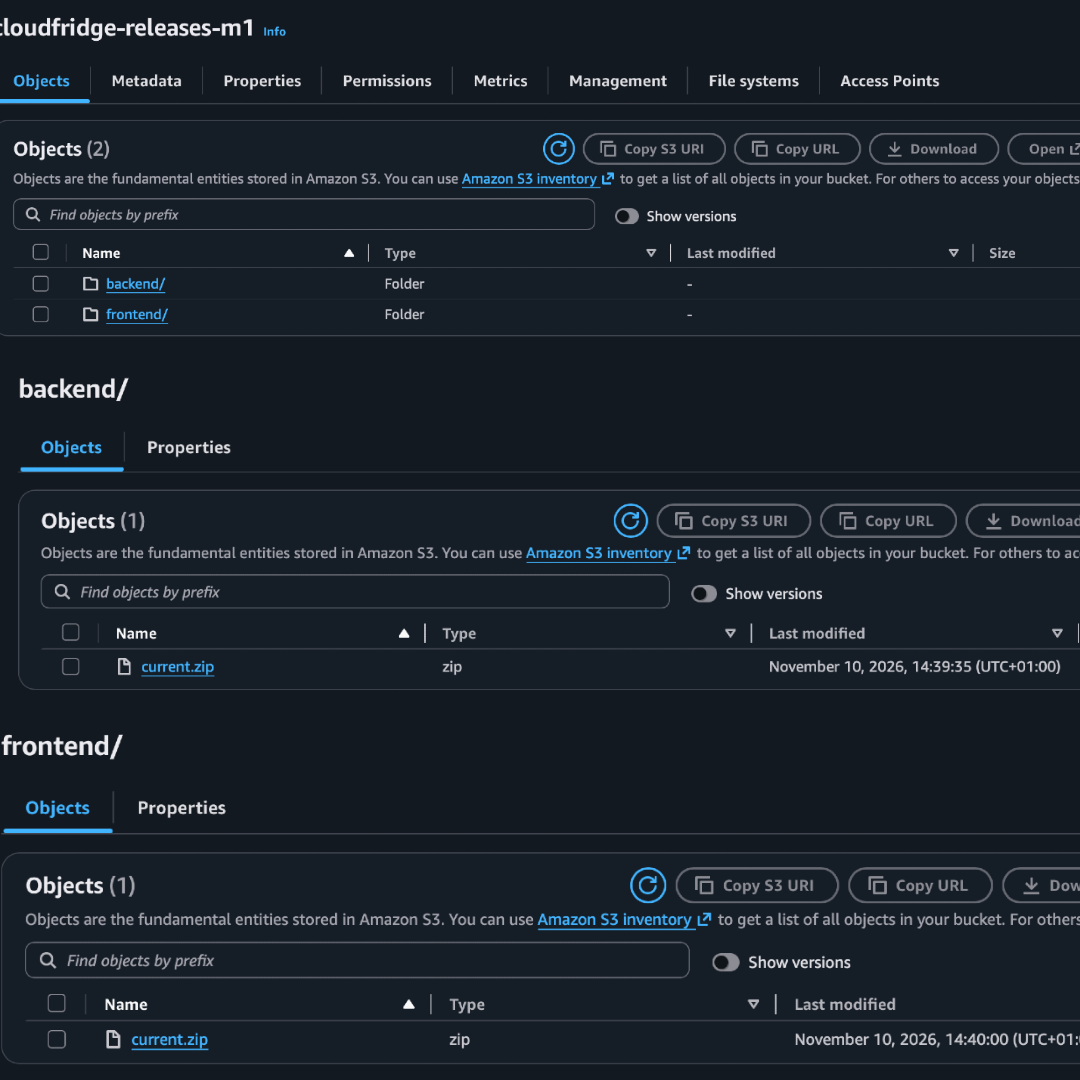 cloudfridge-releases-m1 Info
Objects Metadata Properties Permissions Metrics Management File systems Access Points
Objects (2) Copy S3 URI Copy URL Download Open
Objects are the fundamental entities stored in Amazon S3. You can use Amazon S3 inventory to get a list of all objects in your bucket. For others to access your objects
Find objects by prefix Show versions
Name Type Last modified Size
backend/ Folder -
frontend/ Folder -
backend/
Objects Properties
Objects (1) Copy S3 URI Copy URL Download
Objects are the fundamental entities stored in Amazon S3. You can use Amazon S3 inventory to get a list of all objects in your bucket. For others to ac
Find objects by prefix Show versions
Name Type Last modified
current.zip zip November 10, 2026, 14:39:35 (UTC+01:00)
frontend/
Objects Properties
Objects (1) Copy S3 URI Copy URL Dow
Objects are the fundamental entities stored in Amazon S3. You can use Amazon S3 inventory to get a list of all objects in your bucket. For others
Find objects by prefix Show versions
Name Type Last modified
current.zip zip November 10, 2026, 14:40:00 (UTC+01: